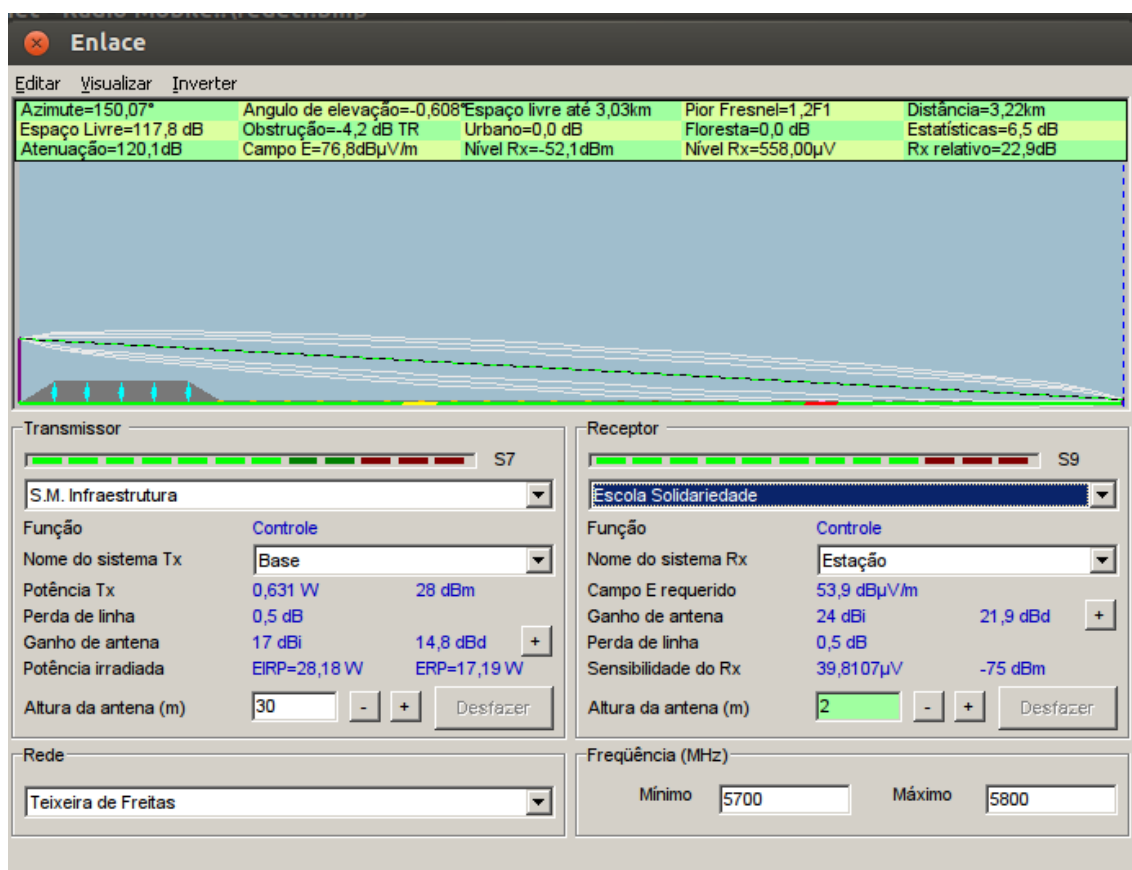 Enlace
Editar Visualizar Inverter
Azimute=150,07° Angulo de elevação=-0,608° Espaço livre até 3,03km Pior Fresnel=1,2F1 Distância=3,22km
Espaço Livre=117,8 dB Obstrução=-4,2 dB TR Urbano=0,0 dB Floresta=0,0 dB Estatísticas=6,5 dB
Atenuação=120,1dB Campo E=76,8dBµV/m Nível Rx=-52,1dBm Nível Rx=558,00µV Rx relativo=22,9dB
Transmissor
S7
S.M. Infraestrutura
Função Controle
Nome do sistema Tx Base
Potência Tx 0,631 W 28 dBm
Perda de linha 0,5 dB
Ganho de antena 17 dBi 14,8 dBd +
Potência irradiada EIRP=28,18 W ERP=17,19 W
Altura da antena (m) 30 - + Desfazer
Receptor
S9
Escola Solidariedade
Função Controle
Nome do sistema Rx Estação
Campo E requerido 53,9 dBµV/m
Ganho de antena 24 dBi 21,9 dBd +
Perda de linha 0,5 dB
Sensibilidade do Rx 39,8107µV -75 dBm
Altura da antena (m) 2 - + Desfazer
Rede
Teixeira de Freitas
Freqüência (MHz)
Mínimo 5700 Máximo 5800